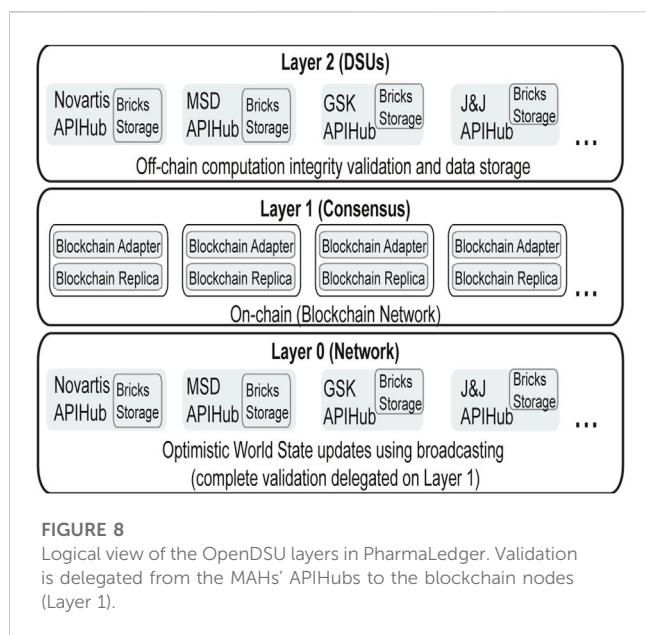 Layer 2 (DSUs)
Novartis APIHub Bricks Storage
MSD APIHub Bricks Storage
GSK APIHub Bricks Storage
J&J APIHub Bricks Storage
...
Off-chain computation integrity validation and data storage
Layer 1 (Consensus)
Blockchain Adapter Blockchain Adapter Blockchain Adapter Blockchain Adapter
Blockchain Replica Blockchain Replica Blockchain Replica Blockchain Replica
...
On-chain (Blockchain Network)
Layer 0 (Network)
Novartis APIHub Bricks Storage
MSD APIHub Bricks Storage
GSK APIHub Bricks Storage
J&J APIHub Bricks Storage
...
Optimistic World State updates using broadcasting
(complete validation delegated on Layer 1)
FIGURE 8
Logical view of the OpenDSU layers in PharmaLedger. Validation
is delegated from the MAHs’ APIHubs to the blockchain nodes
(Layer 1).